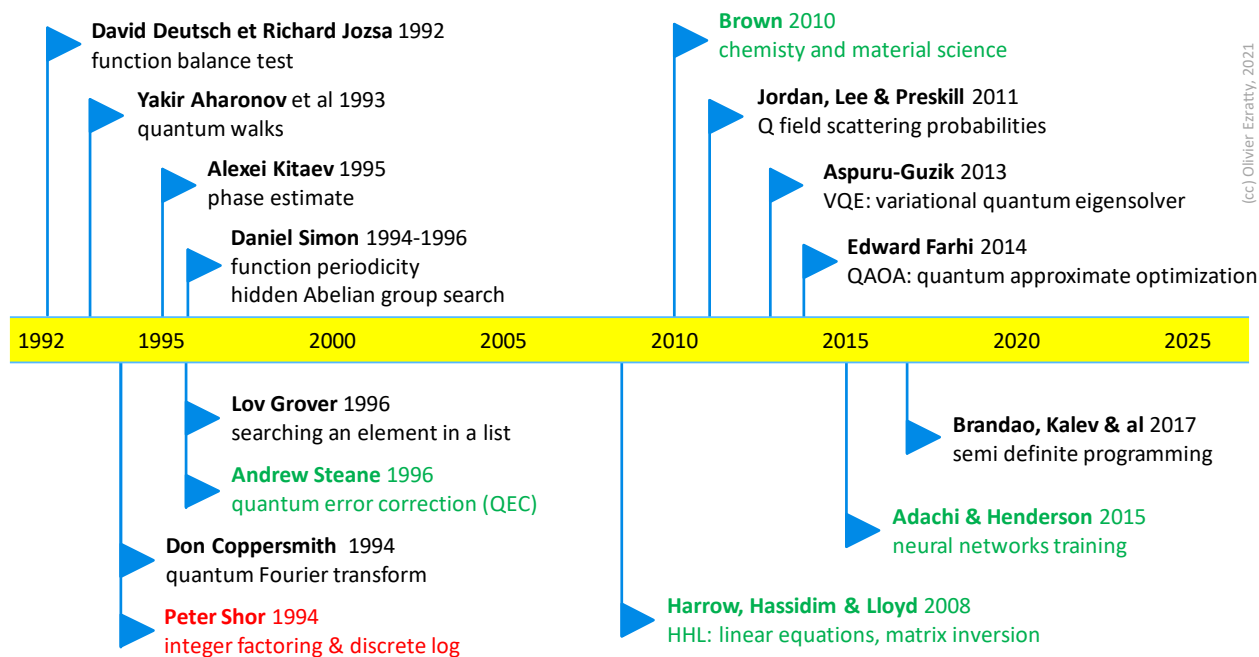 David Deutsch et Richard Jozsa 1992
function balance test
Yakir Aharonov et al 1993
quantum walks
Alexei Kitaev 1995
phase estimate
Daniel Simon 1994-1996
function periodicity
hidden Abelian group search
Brown 2010
chemisty and material science
Jordan, Lee & Preskill 2011
Q field scattering probabilities
Aspuru-Guzik 2013
VQE: variational quantum eigensolver
Edward Farhi 2014
QAOA: quantum approximate optimization
(cc) Olivier Ezratty, 2021
1992 1995 2000 2005 2010 2015 2020 2025
Lov Grover 1996
searching an element in a list
Andrew Steane 1996
quantum error correction (QEC)
Don Coppersmith 1994
quantum Fourier transform
Peter Shor 1994
integer factoring & discrete log
Brandao, Kalev & al 2017
semi definite programming
Adachi & Henderson 2015
neural networks training
Harrow, Hassidim & Lloyd 2008
HHL: linear equations, matrix inversion